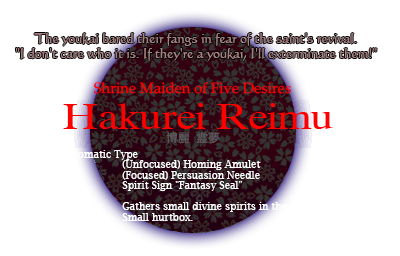 The youkai bared their fangs in fear of the saint's revival.
"I don't care who it is. If they're a youkai, I'll exterminate them!"
Shrine Maiden of Five Desires
Hakurei Reimu
博麗 霊夢
omatic Type
(Unfocused) Homing Amulet
(Focused) Persuasion Needle
Spirit Sign "Fantasy Seal"
Gathers small divine spirits in
Small hurtbox.